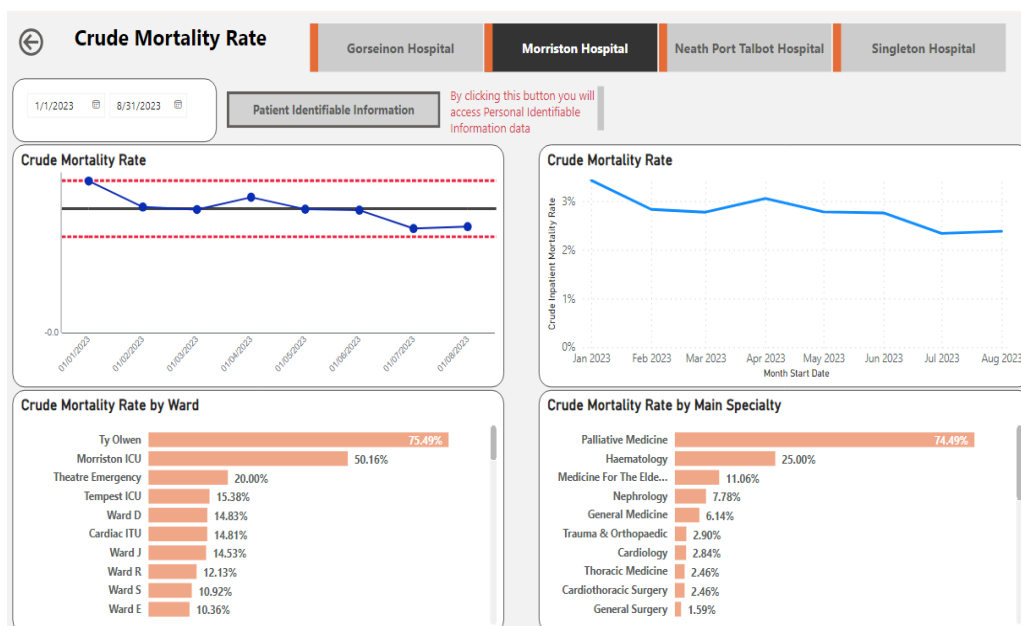 Crude Mortality Rate
Gorseinon Hospital
Morriston Hospital
Neath Port Talbot Hospital
Singleton Hospital
1/1/2023
8/31/2023
Patient Identifiable Information
By clicking this button you will
access Personal Identifiable
Information data
Crude Mortality Rate
-0.0
01/01/2023
01/02/2023
01/03/2023
01/04/2023
01/05/2023
01/06/2023
01/07/2023
01/08/2023
Crude Mortality Rate
Crude Inpatient Mortality Rate
3%
2%
1%
0%
Jan 2023
Feb 2023
Mar 2023
Apr 2023
May 2023
Jun 2023
Jul 2023
Aug 2023
Month Start Date
Crude Mortality Rate by Ward
Ty Olwen 75.49%
Morriston ICU 50.16%
Theatre Emergency 20.00%
Tempest ICU 15.38%
Ward D 14.83%
Cardiac ITU 14.81%
Ward J 14.53%
Ward R 12.13%
Ward S 10.92%
Ward E 10.36%
Crude Mortality Rate by Main Specialty
Palliative Medicine 74.49%
Haematology 25.00%
Medicine For The Elde... 11.06%
Nephrology 7.78%
General Medicine 6.14%
Trauma & Orthopaedic 2.90%
Cardiology 2.84%
Thoracic Medicine 2.46%
Cardiothoracic Surgery 2.46%
General Surgery 1.59%